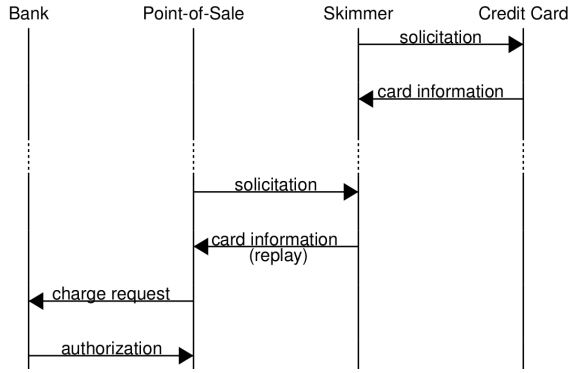 Bank Point-of-Sale Skimmer Credit Card
solicitation
card information
solicitation
card information
(replay)
charge request
authorization